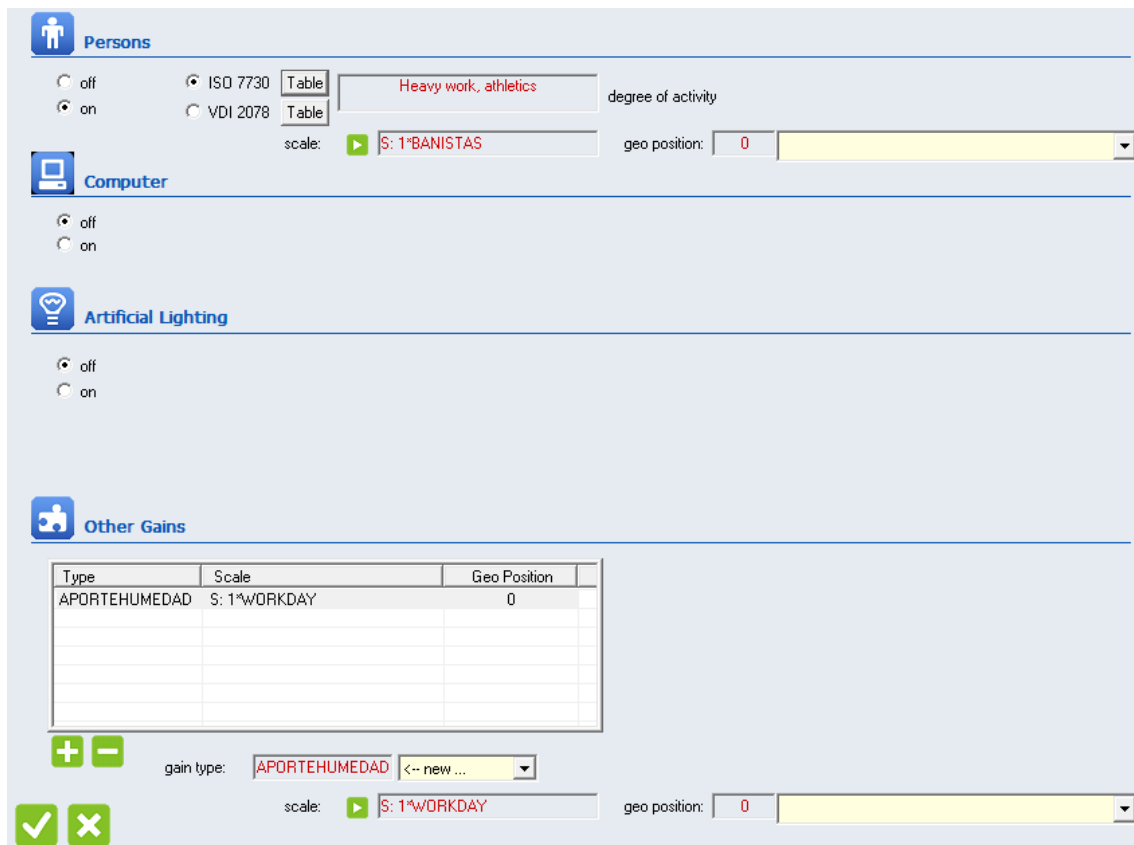 Persons
off ISO 7730 Table Heavy work, athletics degree of activity
on VDI 2078 Table
scale: S: 1*BANISTAS geo position: 0
Computer
off
on
Artificial Lighting
off
on
Other Gains
Type Scale Geo Position
APORTEHUMEDAD S: 1*WORKDAY 0
gain type: APORTEHUMEDAD <-- new ...
scale: S: 1*WORKDAY geo position: 0